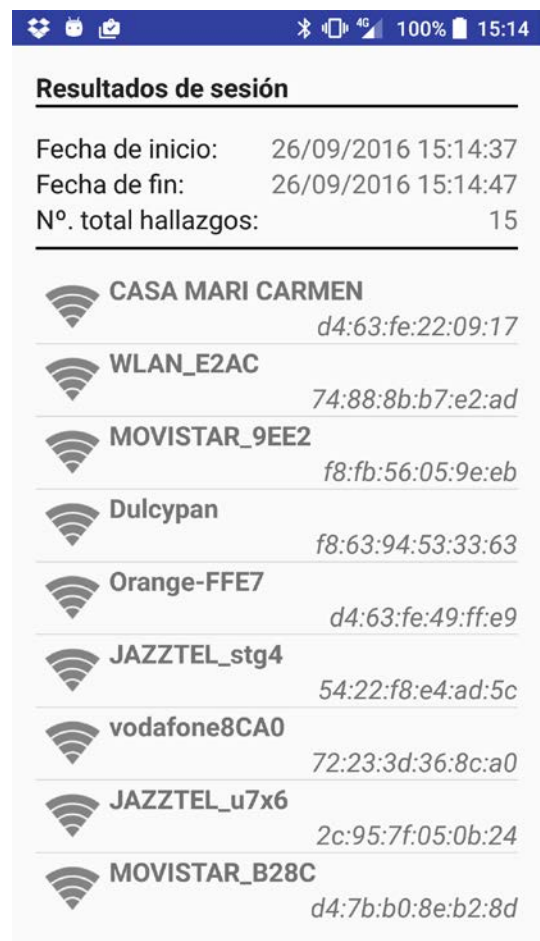 4G 100% 15:14
Resultados de sesión
Fecha de inicio: 26/09/2016 15:14:37
Fecha de fin: 26/09/2016 15:14:47
Nº. total hallazgos: 15
CASA MARI CARMEN
d4:63:fe:22:09:17
WLAN_E2AC
74:88:8b:b7:e2:ad
MOVISTAR_9EE2
f8:fb:56:05:9e:eb
Dulcypan
f8:63:94:53:33:63
Orange-FFE7
d4:63:fe:49:ff:e9
JAZZTEL_stg4
54:22:f8:e4:ad:5c
vodafone8CA0
72:23:3d:36:8c:a0
JAZZTEL_u7x6
2c:95:7f:05:0b:24
MOVISTAR_B28C
d4:7b:b0:8e:b2:8d